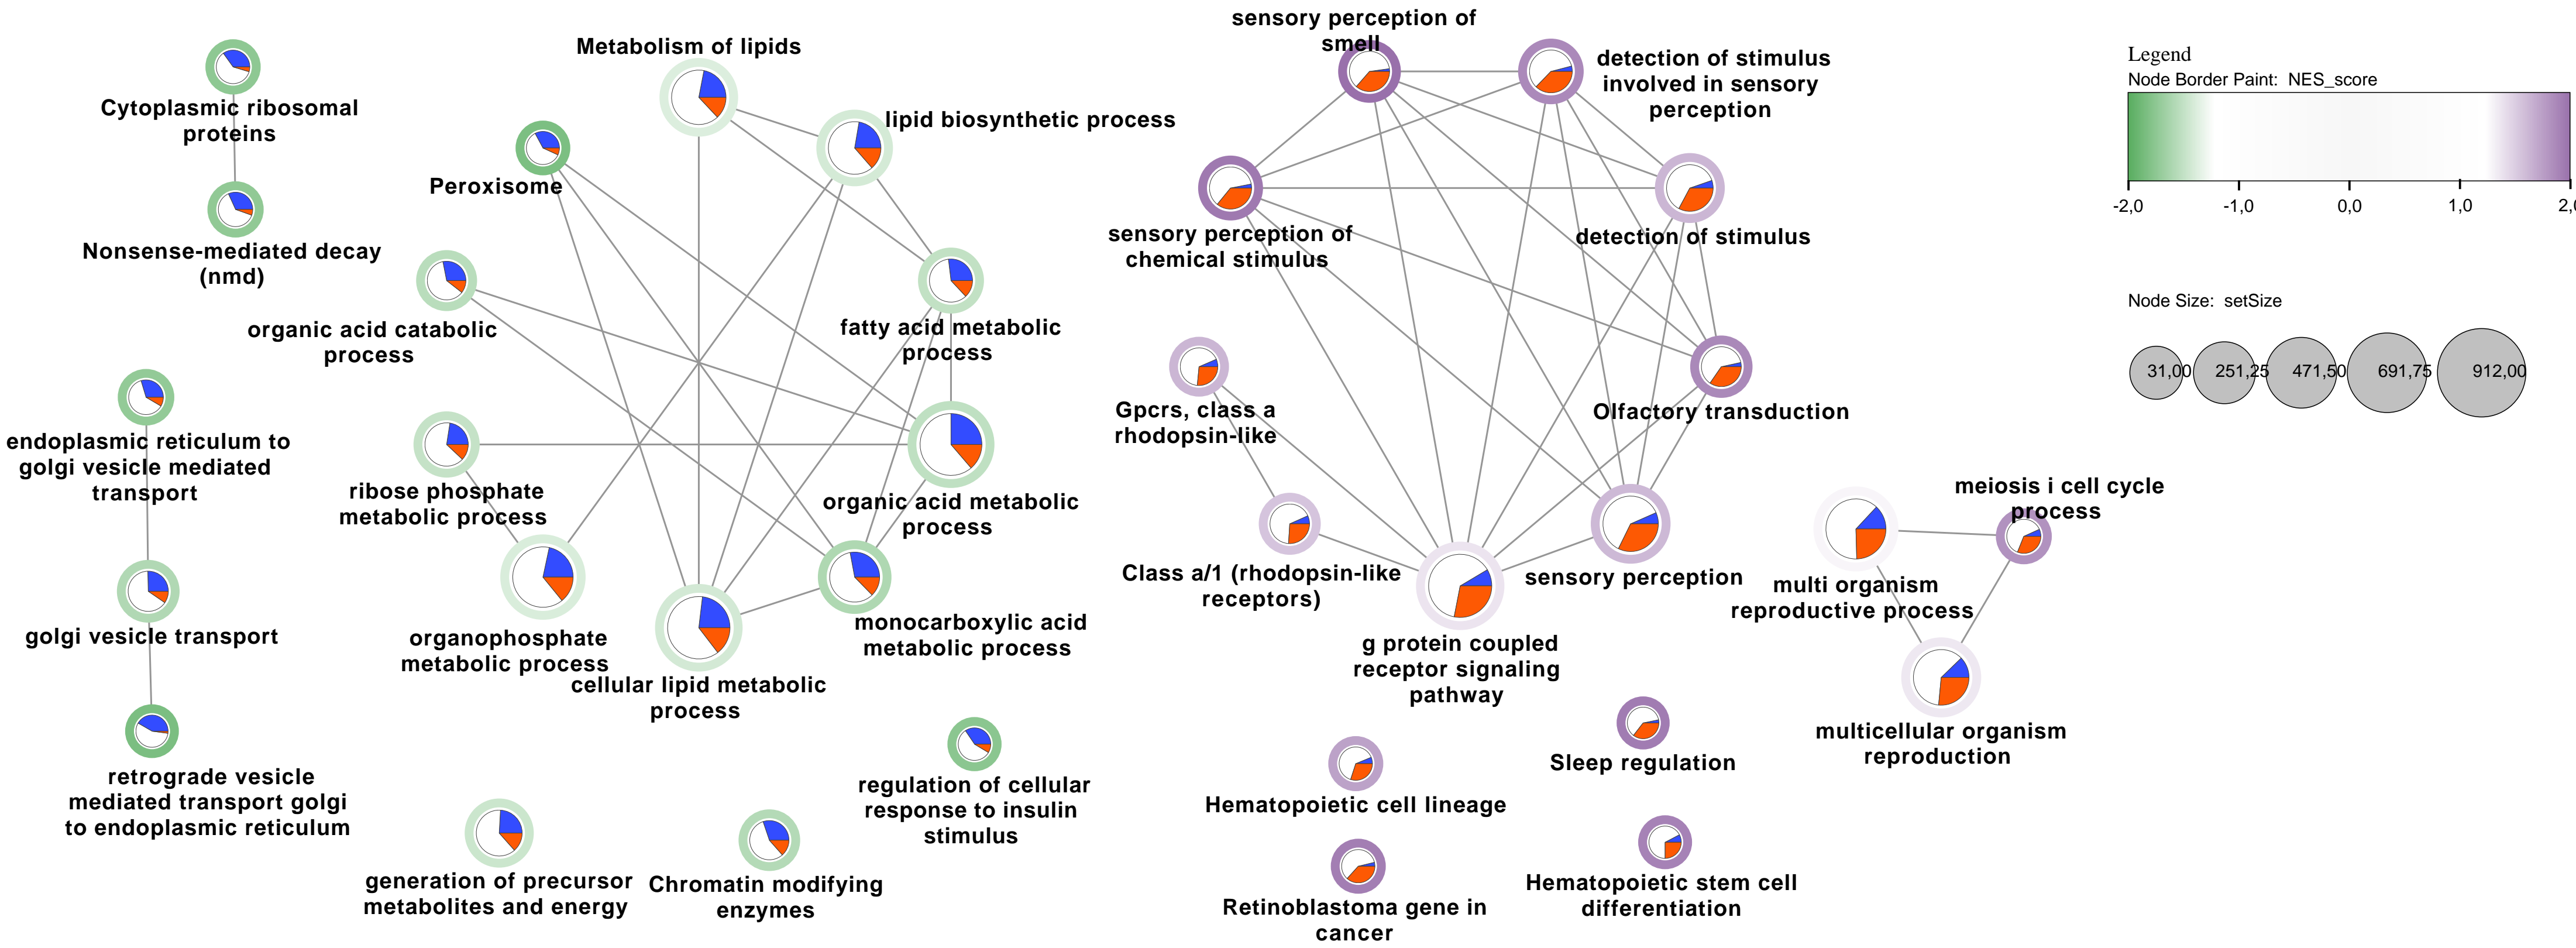 Cytoplasmic ribosomal
proteins
Nonsense-mediated decay
(nmd)
endoplasmic reticulum to
golgi vesicle mediated
transport
golgi vesicle transport
retrograde vesicle
mediated transport golgi
to endoplasmic reticulum
Metabolism of lipids
lipid biosynthetic process
Peroxisome
organic acid catabolic
process
fatty acid metabolic
process
ribose phosphate
metabolic process
organic acid metabolic
process
organophosphate
metabolic process
cellular lipid metabolic
process
monocarboxylic acid
metabolic process
regulation of cellular
response to insulin
stimulus
generation of precursor
metabolites and energy
Chromatin modifying
enzymes
sensory perception of
smell
detection of stimulus
involved in sensory
perception
sensory perception of
chemical stimulus
detection of stimulus
Gpcrs, class a
rhodopsin-like
Olfactory transduction
Class a/1 (rhodopsin-like
receptors)
sensory perception
g protein coupled
receptor signaling
pathway
meiosis i cell cycle
process
multi organism
reproductive process
multicellular organism
reproduction
Sleep regulation
Hematopoietic cell lineage
Retinoblastoma gene in
cancer
Hematopoietic stem cell
differentiation
Legend
Node Border Paint: NES_score
-2,0 -1,0 0,0 1,0 2,0
Node Size: setSize
31,00 251,25 471,50 691,75 912,00